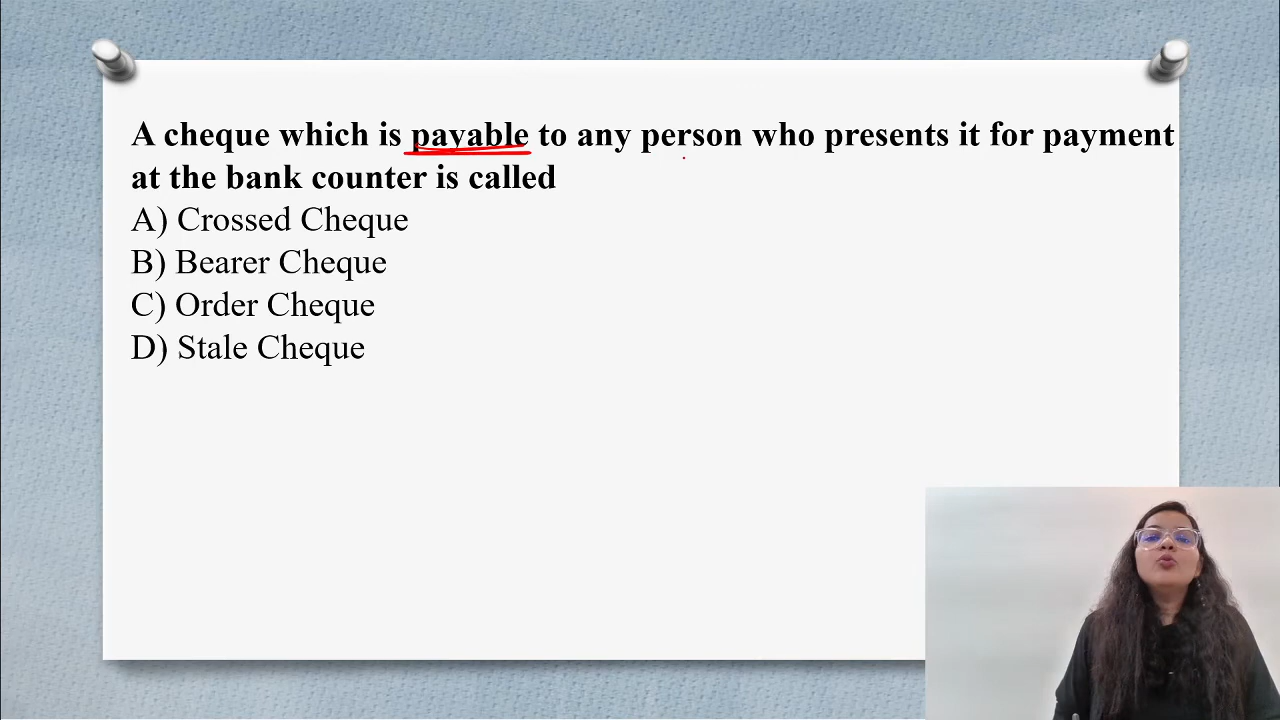 A cheque which is payable to any person who presents it for payment
at the bank counter is called
A) Crossed Cheque
B) Bearer Cheque
C) Order Cheque
D) Stale Cheque